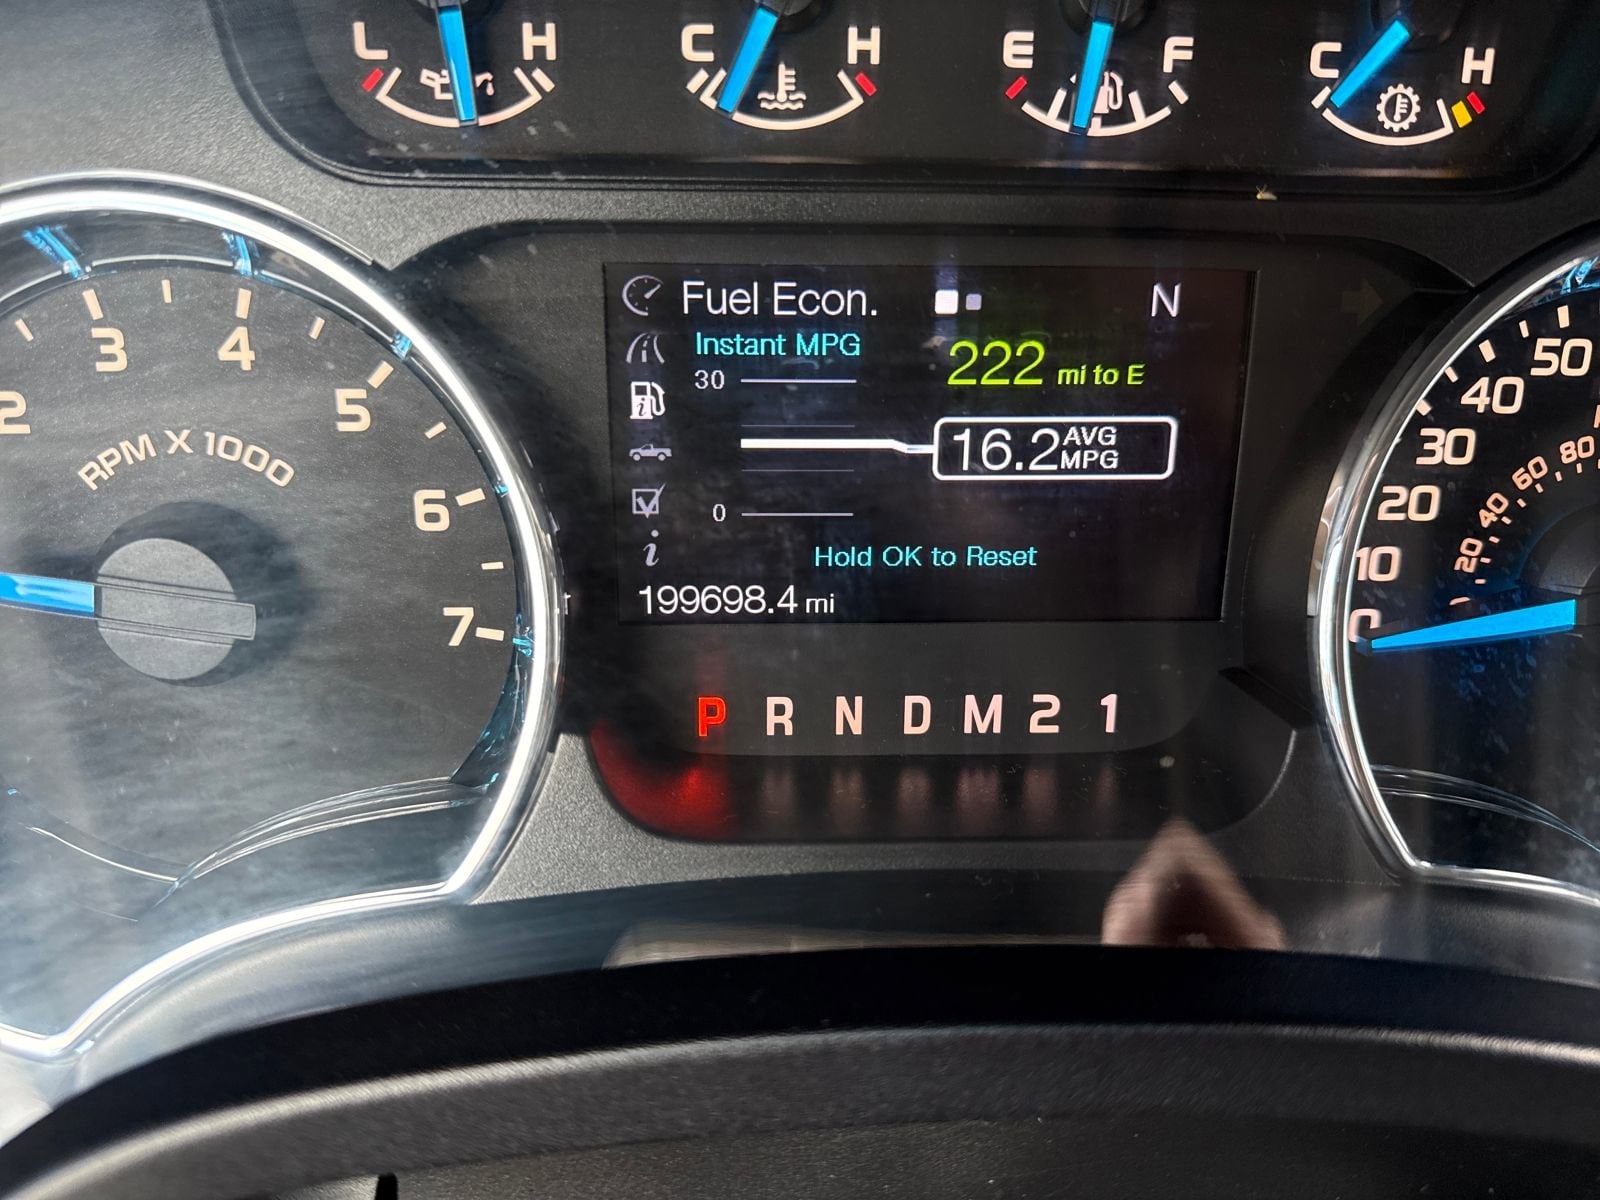 L H
C H
E F
C H
Fuel Econ. N
Instant MPG
30
222 mi to E
16.2 AVG MPG
0
Hold OK to Reset
199698.4 mi
P R N D M 2 1
2 3 4 5 6 7
RPM X 1000
0 10 20 30 40 50
20 40 60 80